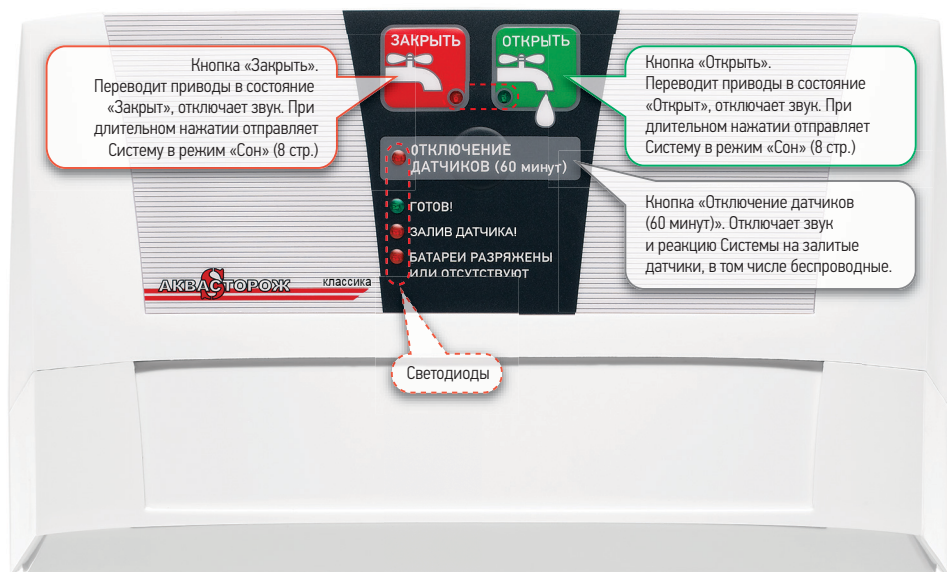 ЗАКРЫТЬ
ОТКРЫТЬ
Кнопка «Закрыть».
Переводит приводы в состояние
«Закрыт», отключает звук. При
длительном нажатии отправляет
Систему в режим «Сон» (8 стр.)
Кнопка «Открыть».
Переводит приводы в состояние
«Открыт», отключает звук. При
длительном нажатии отправляет
Систему в режим «Сон» (8 стр.)
ОТКЛЮЧЕНИЕ
ДАТЧИКОВ (60 минут)
Кнопка «Отключение датчиков
(60 минут)». Отключает звук
и реакцию Системы на залитые
датчики, в том числе беспроводные.
ГОТОВ!
ЗАЛИВ ДАТЧИКА!
БАТАРЕИ РАЗРЯЖЕНЫ
ИЛИ ОТСУТСТВУЮТ
АКВАСТОРОЖ
классика
Светодиоды